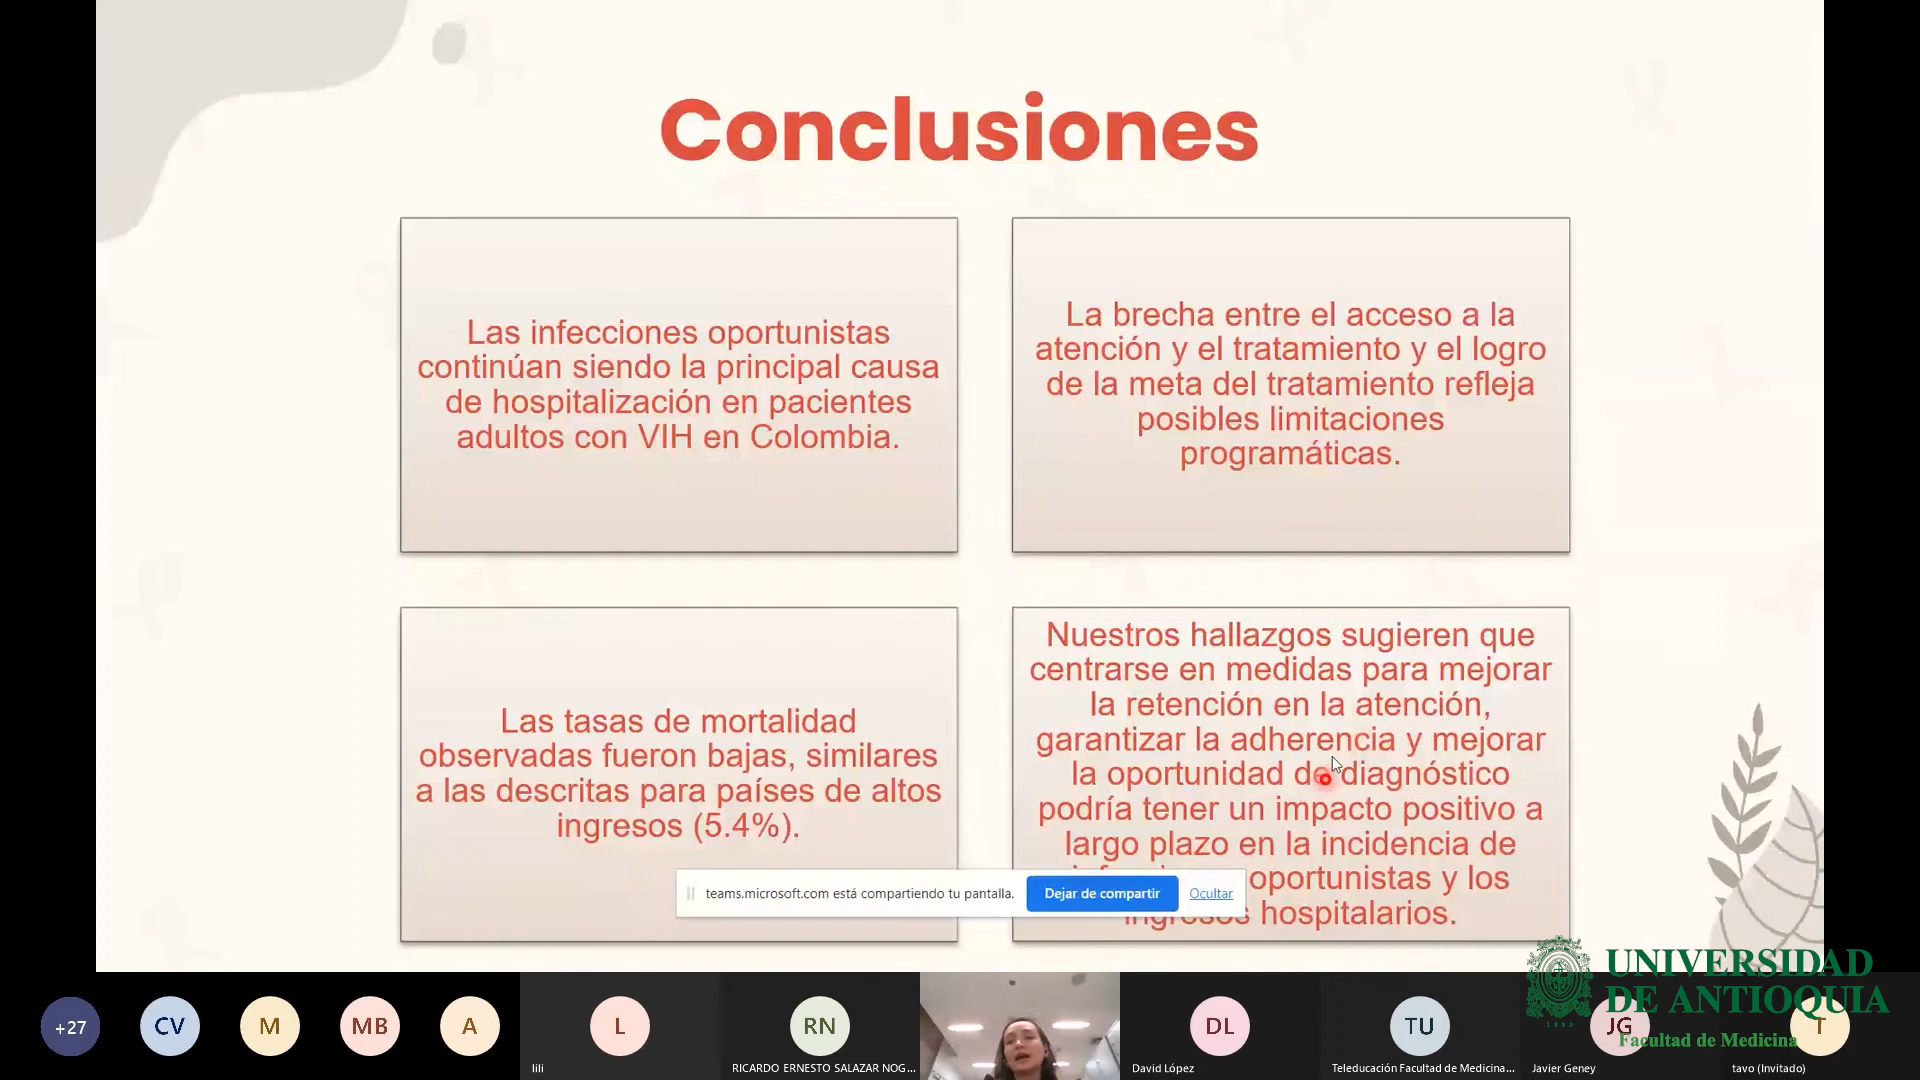 Conclusiones
Las infecciones oportunistas
continúan siendo la principal causa
de hospitalización en pacientes
adultos con VIH en Colombia.
La brecha entre el acceso a la
atención y el tratamiento y el logro
de la meta del tratamiento refleja
posibles limitaciones
programáticas.
Las tasas de mortalidad
observadas fueron bajas, similares
a las descritas para países de altos
ingresos (5.4%).
Nuestros hallazgos sugieren que
centrarse en medidas para mejorar
la retención en la atención,
garantizar la adherencia y mejorar
la oportunidad de diagnóstico
podría tener un impacto positivo a
largo plazo en la incidencia de
oportunistas y los
ingresos hospitalarios.
teams.microsoft.com está compartiendo tu pantalla.
Dejar de compartir
Ocultar
UNIVERSIDAD
DE ANTIOQUIA
1803
Facultad de Medicina
+27
CV
M
MB
A
L
lili
RN
RICARDO ERNESTO SALAZAR NOG...
DL
David López
TU
Teleducación Facultad de Medicina...
JG
Javier Geney
T
tavo (Invitado)